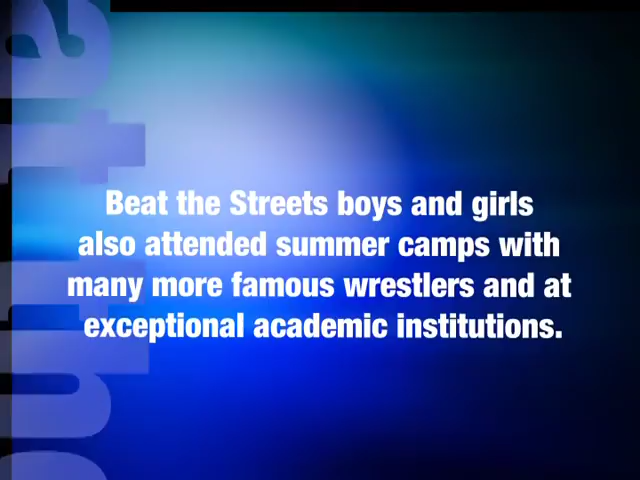 Beat the Streets boys and girls
also attended summer camps with
many more famous wrestlers and at
exceptional academic institutions.